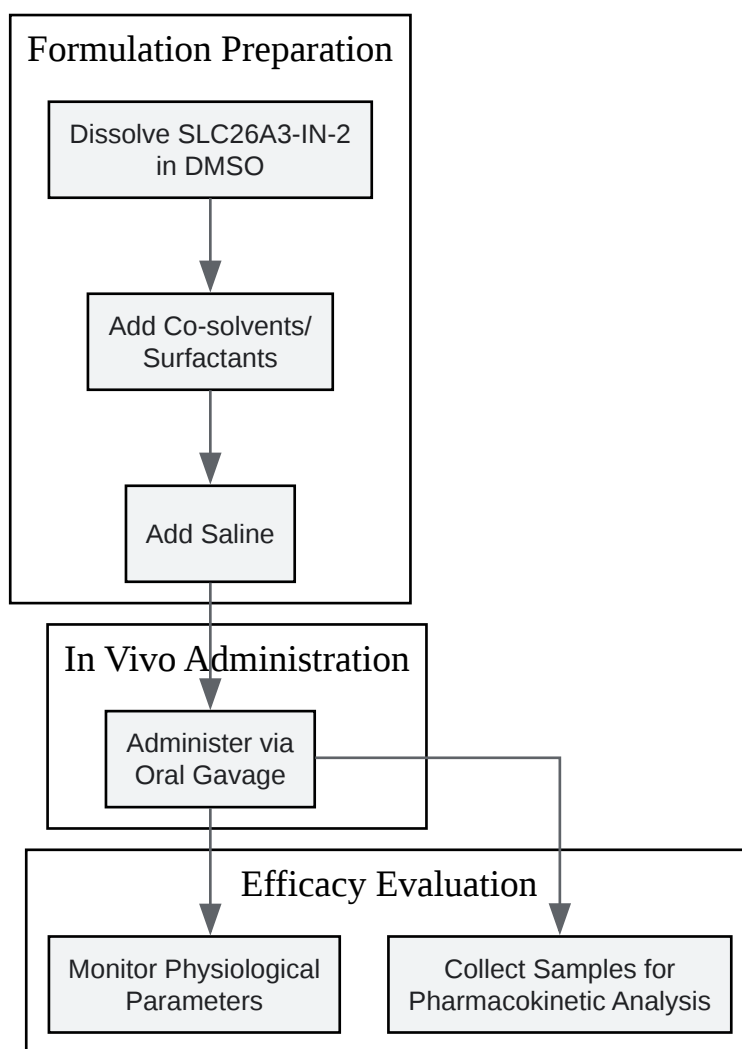 Formulation Preparation
Dissolve SLC26A3-IN-2
in DMSO
Add Co-solvents/
Surfactants
Add Saline
In Vivo Administration
Administer via
Oral Gavage
Efficacy Evaluation
Monitor Physiological
Parameters
Collect Samples for
Pharmacokinetic Analysis